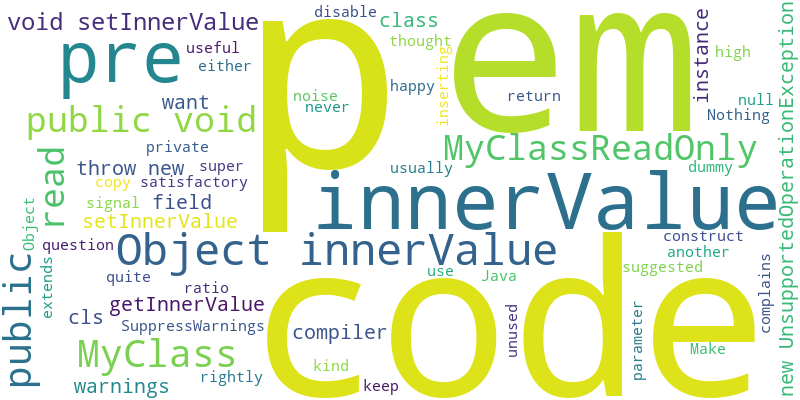 void setInnerValue
disable
class
p
em
instance
pre
useful
either
thought
inserting
high
new UnsupportedOperationException
want
happy
noise
never
return
null
Nothing
public void
private
MyClassReadOnly
read
throw new
super
copy
satisfactory
usually
dummy
signal
field
innerValue
setInnerValue
Object
question
Object innerValue
construct
another
public
extends
quite
ratio
use
Java
suggested
complains
getInnerValue
code
cls
SuppressWarnings
compiler
unused
parameter
MyClass
kind
Make
warnings
rightly
keep